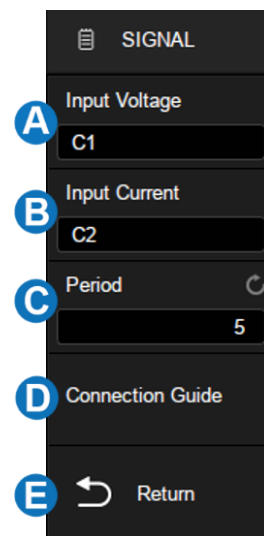 SIGNAL
Input Voltage
A
C1
Input Current
B
C2
Period
C
5
D
Connection Guide
E
Return